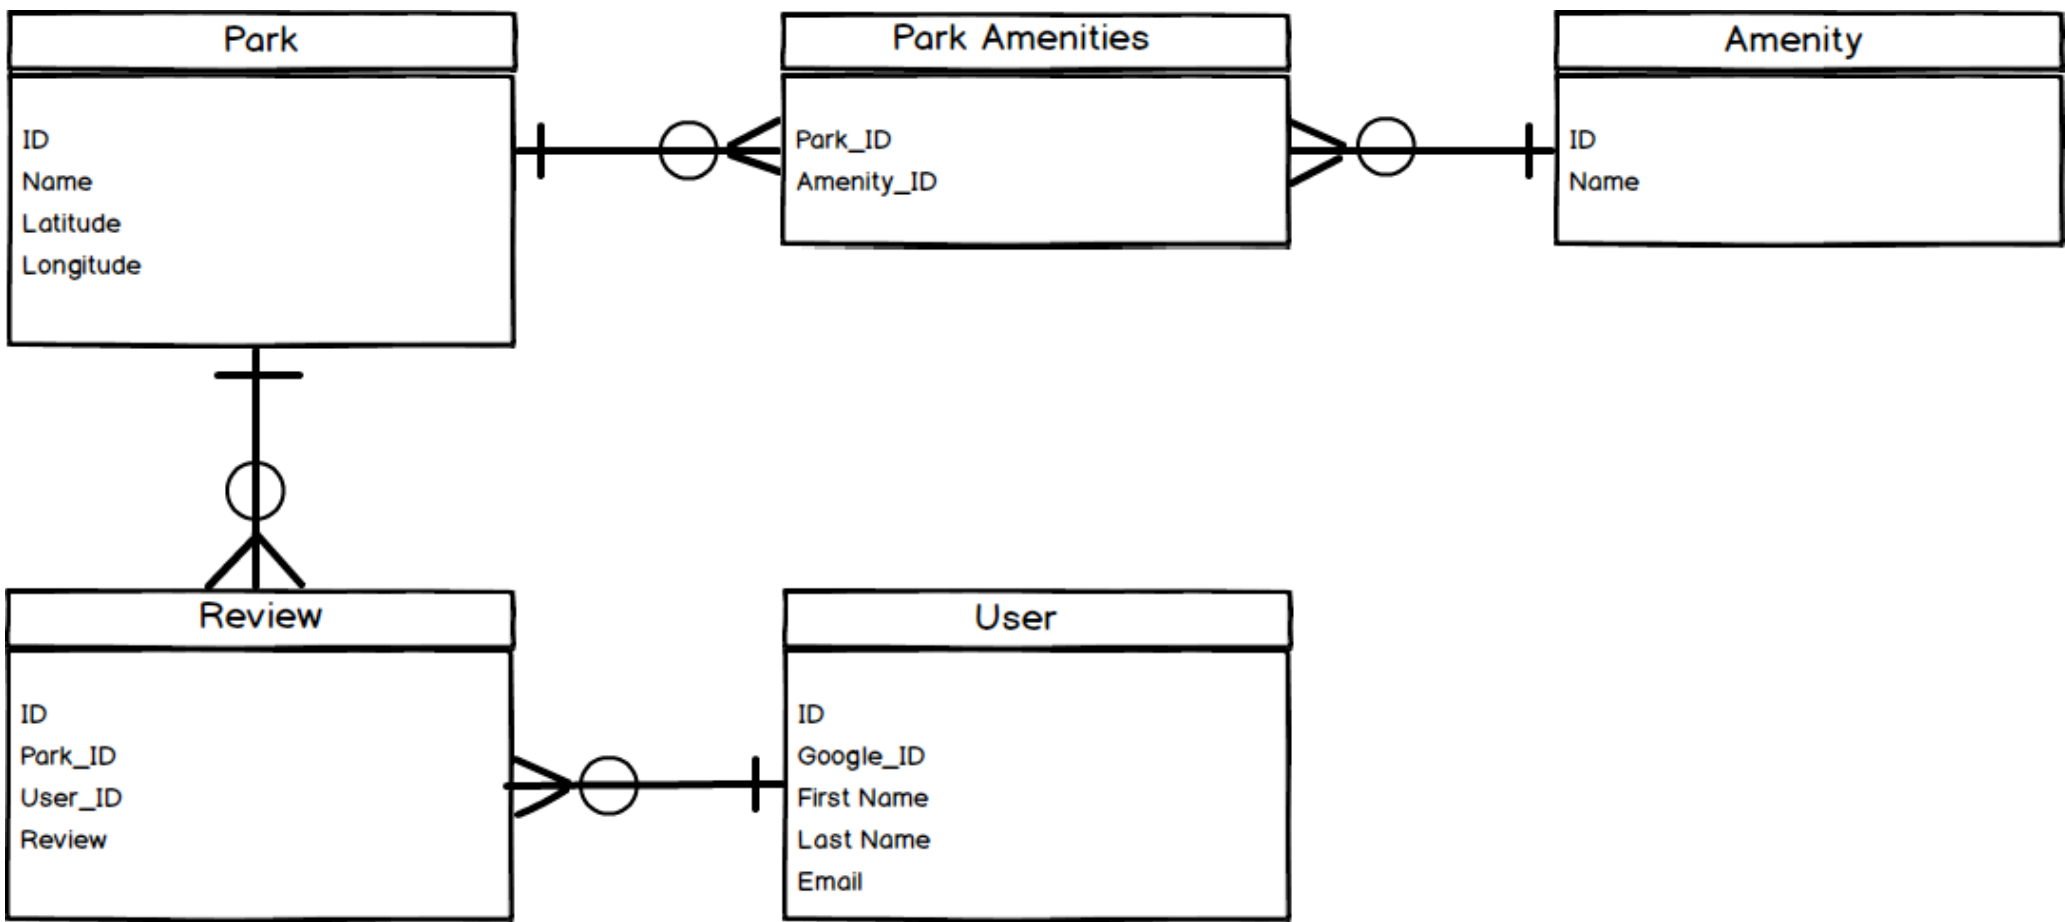 Park
ID
Name
Latitude
Longitude
Park Amenities
Park_ID
Amenity_ID
Amenity
ID
Name
Review
ID
Park_ID
User_ID
Review
User
ID
Google_ID
First Name
Last Name
Email